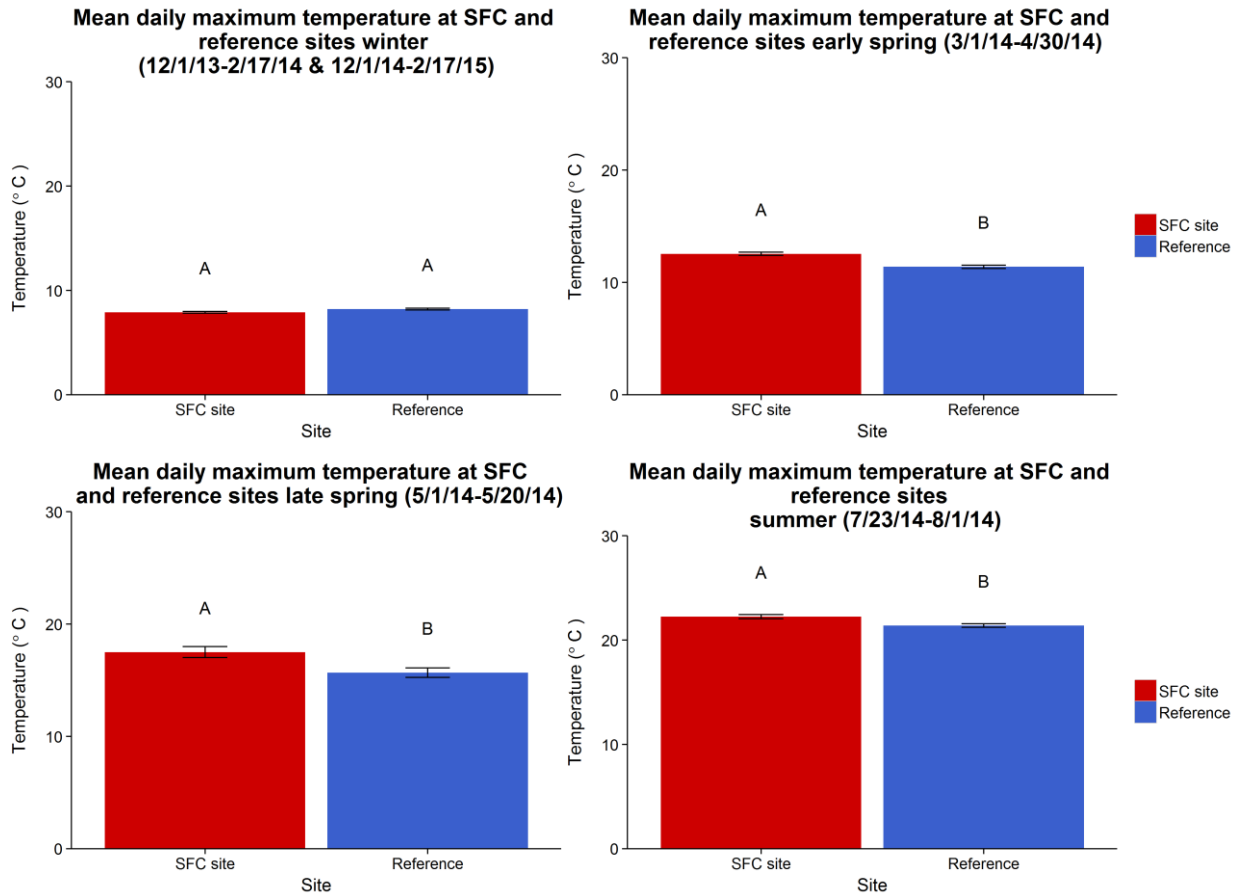 Mean daily maximum temperature at SFC and
reference sites winter
(12/1/13-2/17/14 & 12/1/14-2/17/15)
30
20
10
0
Temperature (° C )
A
A
SFC site
Reference
Site
Mean daily maximum temperature at SFC and
reference sites early spring (3/1/14-4/30/14)
30
20
10
0
Temperature (° C )
A
B
SFC site
Reference
Site
SFC site
Reference
Mean daily maximum temperature at SFC
and reference sites late spring (5/1/14-5/20/14)
30
20
10
0
Temperature (° C )
A
B
SFC site
Reference
Site
Mean daily maximum temperature at SFC and
reference sites
summer (7/23/14-8/1/14)
30
20
10
0
Temperature (° C )
A
B
SFC site
Reference
Site
SFC site
Reference